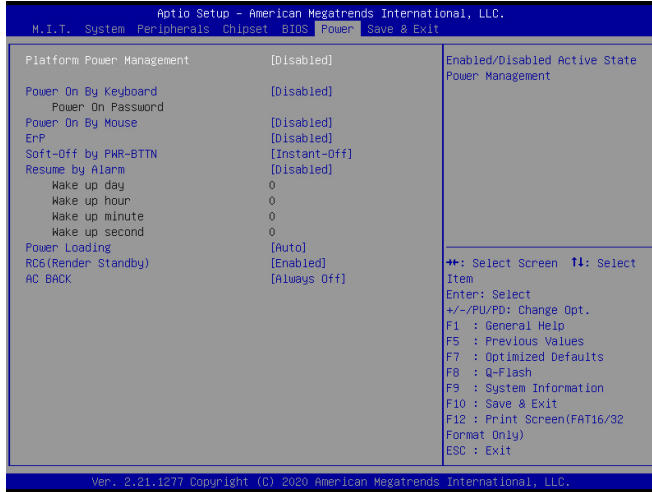 Aptio Setup – American Megatrends International, LLC.
M.I.T. System Peripherals Chipset BIOS Power Save & Exit
Platform Power Management [Disabled]
Power On By Keyboard [Disabled]
Power On Password
Power On By Mouse [Disabled]
ErP [Disabled]
Soft-Off by PWR-BTTN [Instant-Off]
Resume by Alarm [Disabled]
Wake up day 0
Wake up hour 0
Wake up minute 0
Wake up second 0
Power Loading [Auto]
RC6(Render Standby) [Enabled]
AC BACK [Always Off]
Enabled/Disabled Active State
Power Management
→←: Select Screen ↑↓: Select
Item
Enter: Select
+/-/PU/PD: Change Opt.
F1 : General Help
F5 : Previous Values
F7 : Optimized Defaults
F8 : Q-Flash
F9 : System Information
F10 : Save & Exit
F12 : Print Screen(FAT16/32
Format Only)
ESC : Exit
Ver. 2.21.1277 Copyright (C) 2020 American Megatrends International, LLC.